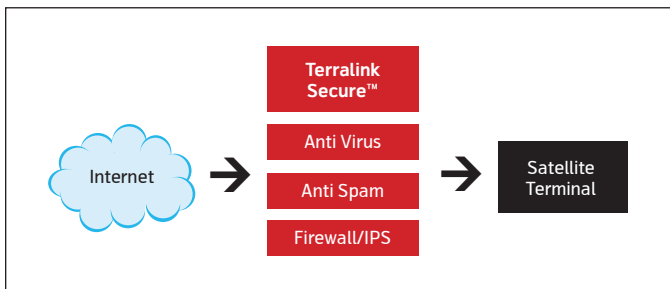 Internet
Terralink
Secure™
Anti Virus
Anti Spam
Firewall/IPS
Satellite
Terminal